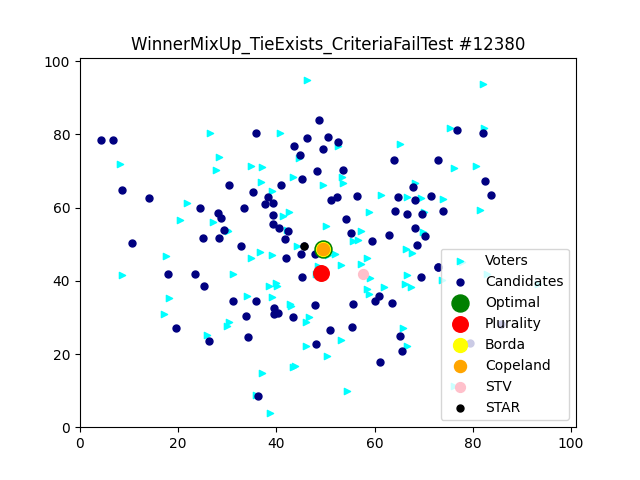 WinnerMixUp_TieExists_CriteriaFailTest #12380
100
80
60
40
20
0
0
20
40
60
80
100
Voters
Candidates
Optimal
Plurality
Borda
Copeland
STV
STAR